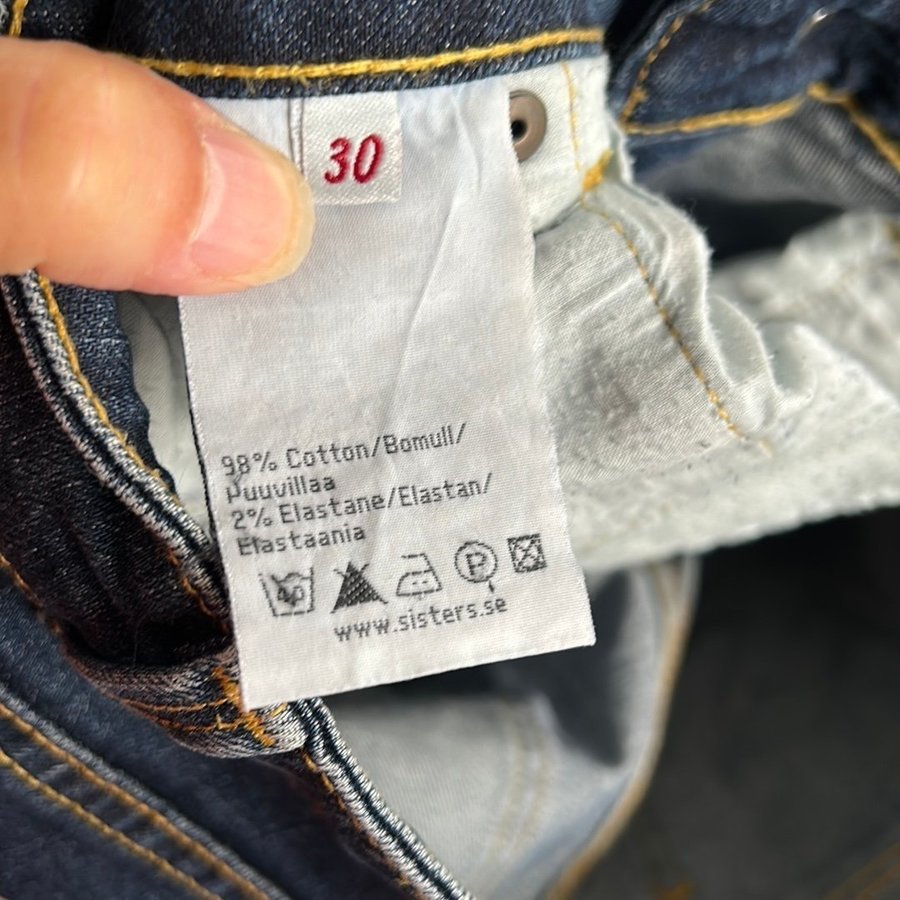 30
98% Cotton/Bomull/
Puuvillaa
2% Elastane/Elastan/
Elastaania
40 P
www.sisters.se